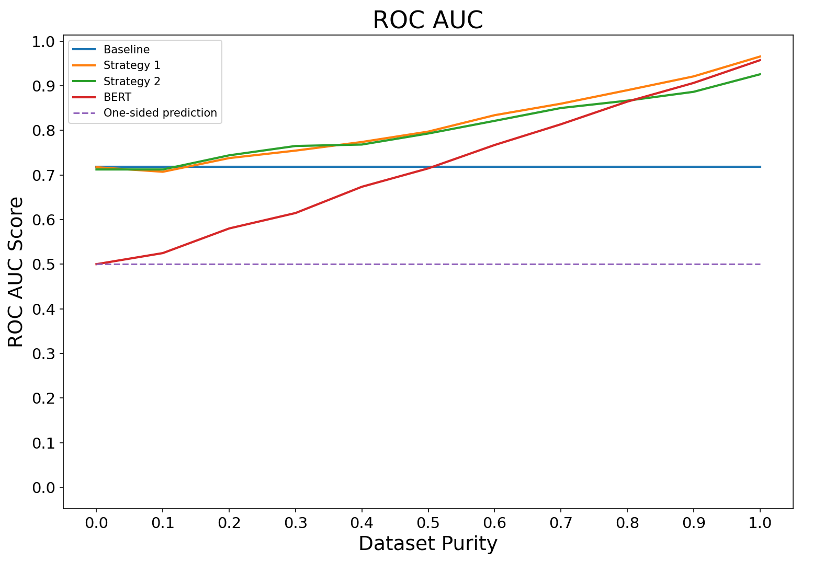 ROC AUC
1.0
0.9
0.8
0.7
0.6
0.5
0.4
0.3
0.2
0.1
0.0
ROC AUC Score
Baseline
Strategy 1
Strategy 2
BERT
One-sided prediction
0.0 0.1 0.2 0.3 0.4 0.5 0.6 0.7 0.8 0.9 1.0
Dataset Purity